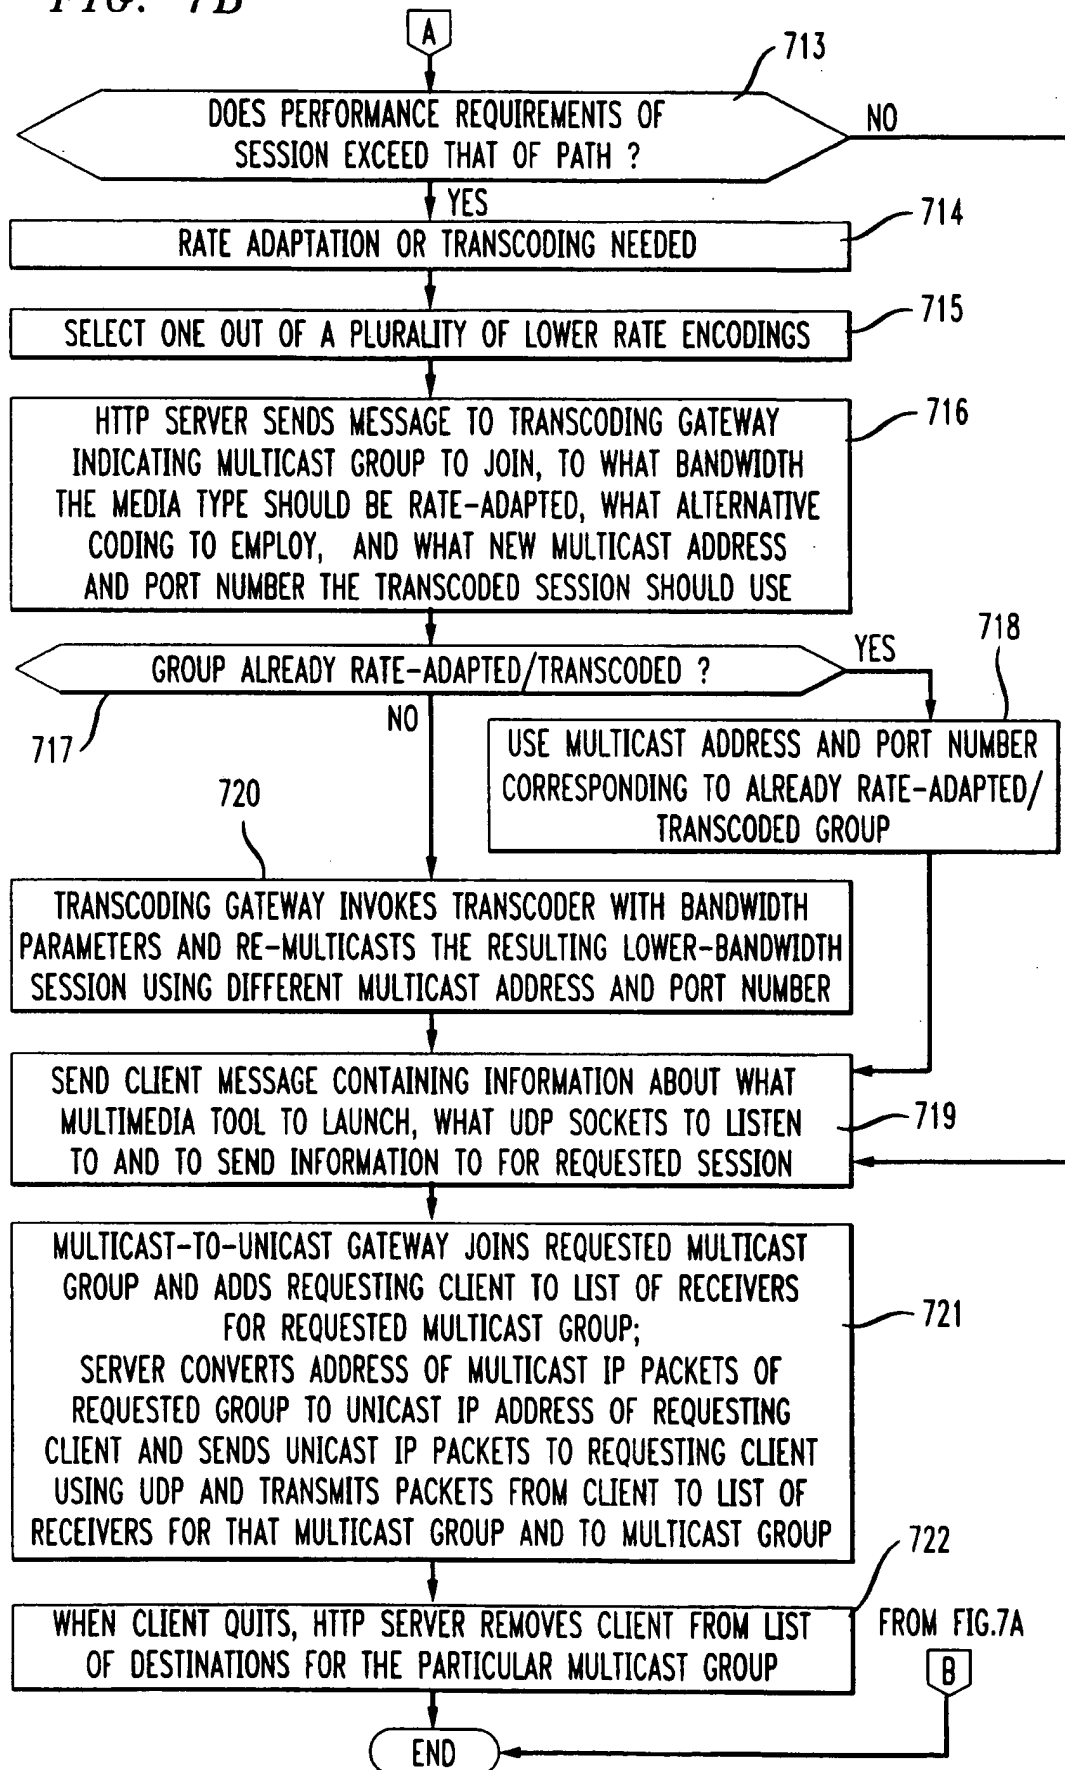 FIG. 7B
A
713
DOES PERFORMANCE REQUIREMENTS OF
SESSION EXCEED THAT OF PATH ?
NO
YES
714
RATE ADAPTATION OR TRANSCODING NEEDED
715
SELECT ONE OUT OF A PLURALITY OF LOWER RATE ENCODINGS
716
HTTP SERVER SENDS MESSAGE TO TRANSCODING GATEWAY
INDICATING MULTICAST GROUP TO JOIN, TO WHAT BANDWIDTH
THE MEDIA TYPE SHOULD BE RATE-ADAPTED, WHAT ALTERNATIVE
CODING TO EMPLOY, AND WHAT NEW MULTICAST ADDRESS
AND PORT NUMBER THE TRANSCODED SESSION SHOULD USE
GROUP ALREADY RATE-ADAPTED/TRANSCODED ?
YES
718
NO
717
USE MULTICAST ADDRESS AND PORT NUMBER
CORRESPONDING TO ALREADY RATE-ADAPTED/
TRANSCODED GROUP
720
TRANSCODING GATEWAY INVOKES TRANSCODER WITH BANDWIDTH
PARAMETERS AND RE-MULTICASTS THE RESULTING LOWER-BANDWIDTH
SESSION USING DIFFERENT MULTICAST ADDRESS AND PORT NUMBER
SEND CLIENT MESSAGE CONTAINING INFORMATION ABOUT WHAT
MULTIMEDIA TOOL TO LAUNCH, WHAT UDP SOCKETS TO LISTEN
TO AND TO SEND INFORMATION TO FOR REQUESTED SESSION
719
MULTICAST-TO-UNICAST GATEWAY JOINS REQUESTED MULTICAST
GROUP AND ADDS REQUESTING CLIENT TO LIST OF RECEIVERS
FOR REQUESTED MULTICAST GROUP;
SERVER CONVERTS ADDRESS OF MULTICAST IP PACKETS OF
REQUESTED GROUP TO UNICAST IP ADDRESS OF REQUESTING
CLIENT AND SENDS UNICAST IP PACKETS TO REQUESTING CLIENT
USING UDP AND TRANSMITS PACKETS FROM CLIENT TO LIST OF
RECEIVERS FOR THAT MULTICAST GROUP AND TO MULTICAST GROUP
721
722
WHEN CLIENT QUITS, HTTP SERVER REMOVES CLIENT FROM LIST
OF DESTINATIONS FOR THE PARTICULAR MULTICAST GROUP
FROM FIG.7A
B
END